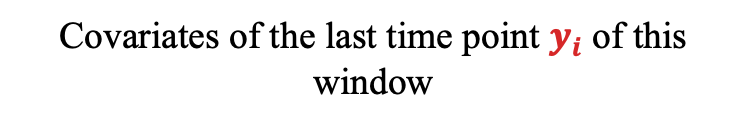 Covariates of the last time point yᵢ of this
window